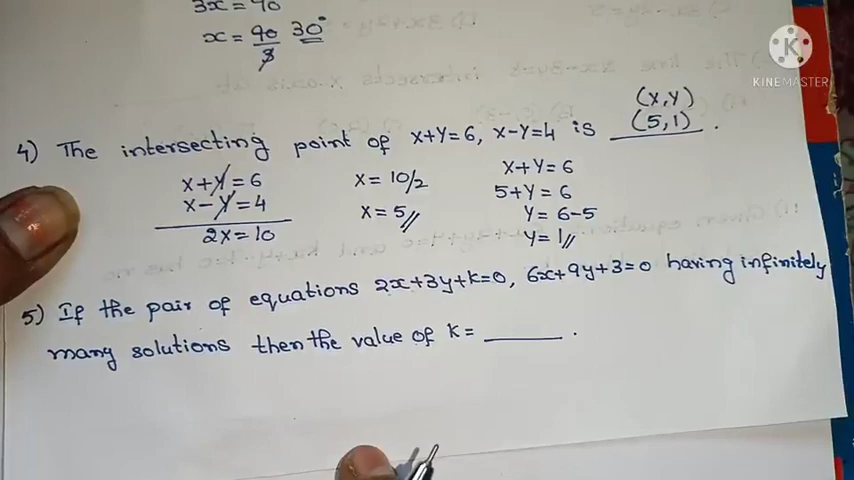 3x = 90
x = 90/3 30°
K
KINEMASTER
4) The intersecting point of x+y=6, x-y=4 is (x,y) (5,1).
x+y=6 x=10/2 x+y=6
x-y=4 5+y=6
2x=10 x=5// y=6-5
y=1//
5) If the pair of equations 2x+3y+k=0, 6x+9y+3=0 having infinitely
many solutions then the value of k= ______.